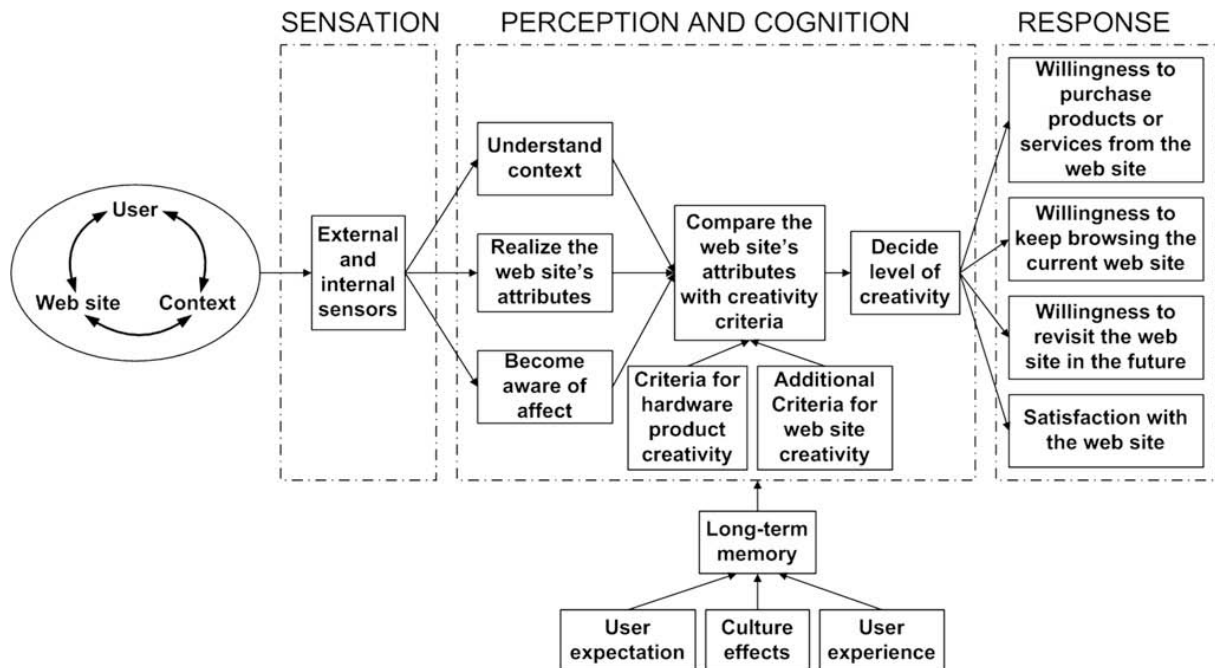 SENSATION
PERCEPTION AND COGNITION
RESPONSE
User
Web site
Context
External
and
internal
sensors
Understand
context
Realize the
web site's
attributes
Become
aware of
affect
Compare the
web site's
attributes
with creativity
criteria
Criteria for
hardware
product
creativity
Additional
Criteria for
web site
creativity
Decide
level of
creativity
Willingness to
purchase
products or
services from the
web site
Willingness to
keep browsing the
current web site
Willingness to
revisit the web
site in the future
Satisfaction with
the web site
Long-term
memory
User
expectation
Culture
effects
User
experience